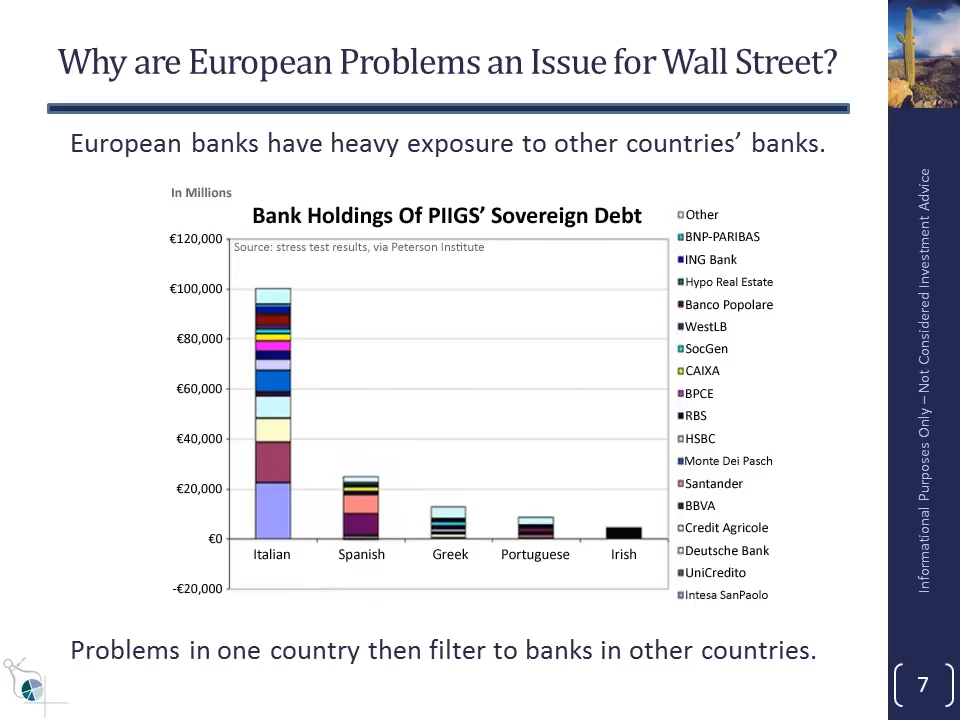 Why are European Problems an Issue for Wall Street?
European banks have heavy exposure to other countries’ banks.
In Millions
Bank Holdings Of PIIGS’ Sovereign Debt
Source: stress test results, via Peterson Institute
€120,000
€100,000
€80,000
€60,000
€40,000
€20,000
€0
-€20,000
Italian
Spanish
Greek
Portuguese
Irish
Other
BNP-PARIBAS
ING Bank
Hypo Real Estate
Banco Popolare
WestLB
SocGen
CAIXA
BPCE
RBS
HSBC
Monte Dei Pasch
Santander
BBVA
Credit Agricole
Deutsche Bank
UniCredito
Intesa SanPaolo
Problems in one country then filter to banks in other countries.
Informational Purposes Only – Not Considered Investment Advice
7